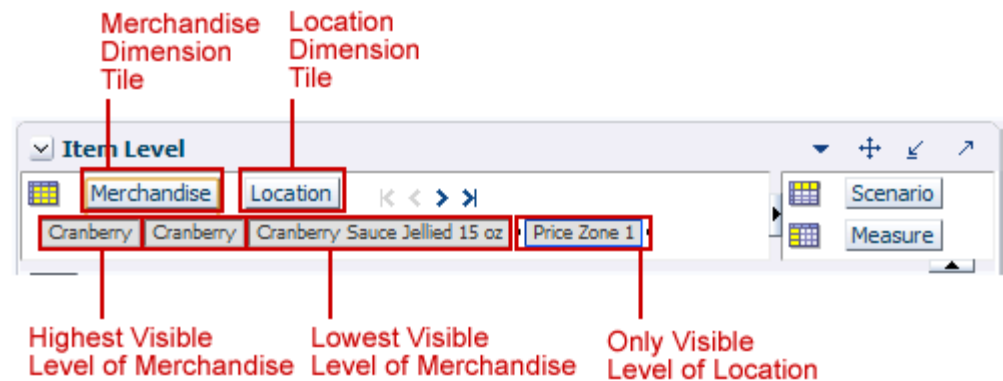 Merchandise Dimension Tile
Location Dimension Tile
Item Level
Merchandise Location Scenario
Cranberry Cranberry Cranberry Sauce Jellied 15 oz Price Zone 1 Measure
Highest Visible Level of Merchandise
Lowest Visible Level of Merchandise
Only Visible Level of Location